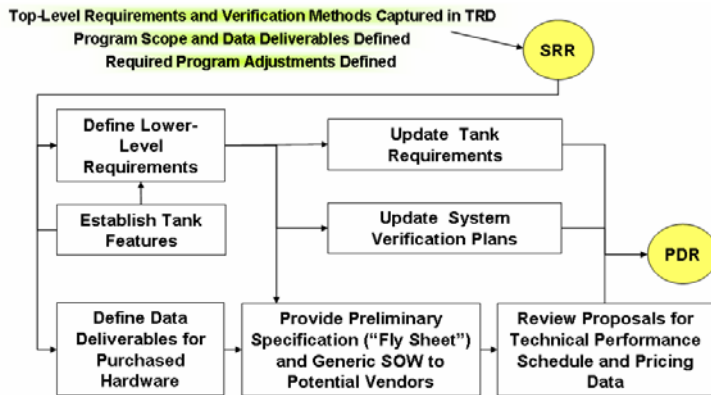 Top-Level Requirements and Verification Methods Captured in TRD
Program Scope and Data Deliverables Defined
Required Program Adjustments Defined
SRR
Define Lower-
Level
Requirements
Update Tank
Requirements
Establish Tank
Features
Update System
Verification Plans
PDR
Define Data
Deliverables for
Purchased
Hardware
Provide Preliminary
Specification (“Fly Sheet”)
and Generic SOW to
Potential Vendors
Review Proposals for
Technical Performance
Schedule and Pricing
Data